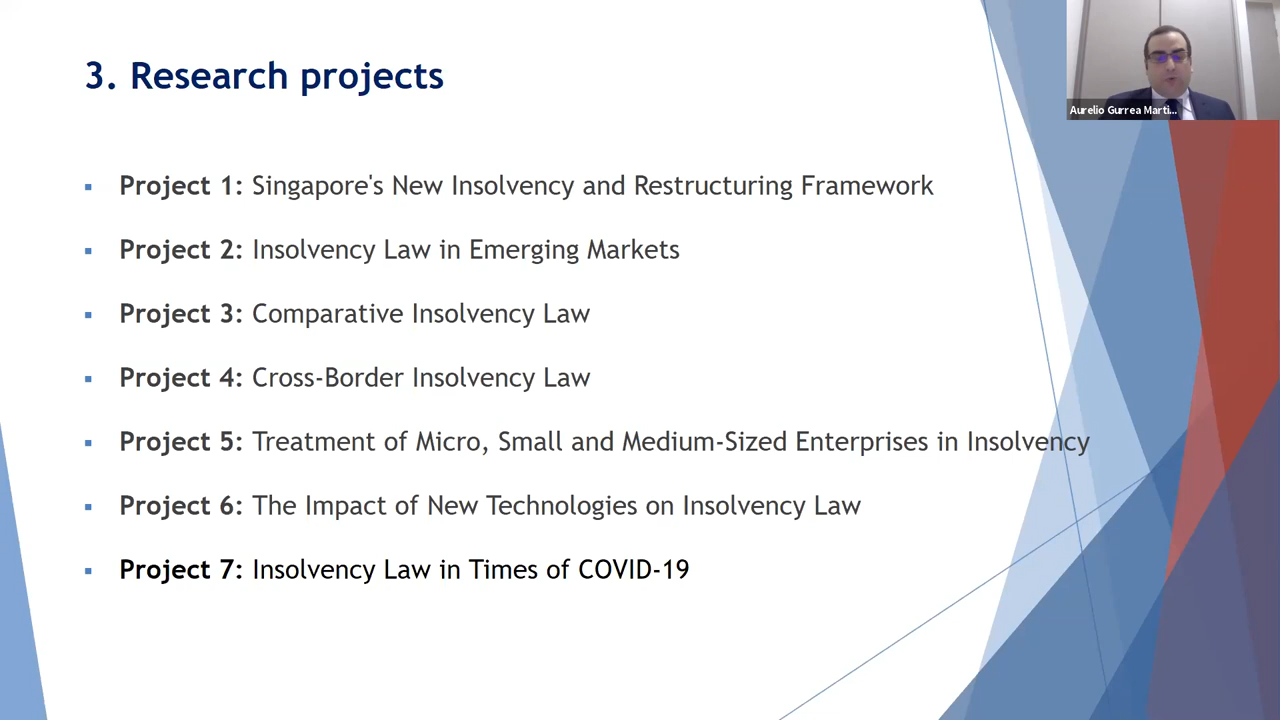 3. Research projects
Aurelio Gurrea Marti...
Project 1: Singapore's New Insolvency and Restructuring Framework
Project 2: Insolvency Law in Emerging Markets
Project 3: Comparative Insolvency Law
Project 4: Cross-Border Insolvency Law
Project 5: Treatment of Micro, Small and Medium-Sized Enterprises in Insolvency
Project 6: The Impact of New Technologies on Insolvency Law
Project 7: Insolvency Law in Times of COVID-19